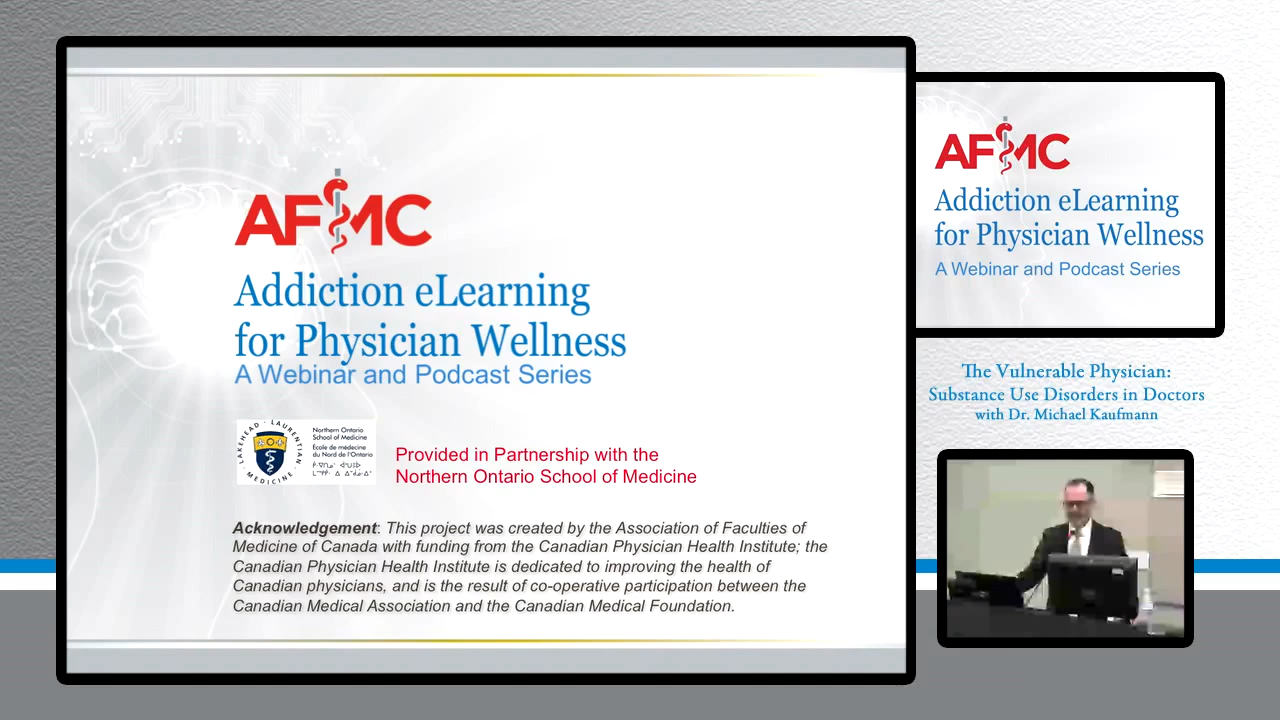 AFMC
Addiction eLearning
for Physician Wellness
A Webinar and Podcast Series
LAKEHEAD · LAURENTIAN
MEDICINE
Northern Ontario
School of Medicine
École de médecine
du Nord de l'Ontario
Provided in Partnership with the
Northern Ontario School of Medicine
Acknowledgement: This project was created by the Association of Faculties of
Medicine of Canada with funding from the Canadian Physician Health Institute; the
Canadian Physician Health Institute is dedicated to improving the health of
Canadian physicians, and is the result of co-operative participation between the
Canadian Medical Association and the Canadian Medical Foundation.
AFMC
Addiction eLearning
for Physician Wellness
A Webinar and Podcast Series
The Vulnerable Physician:
Substance Use Disorders in Doctors
with Dr. Michael Kaufmann